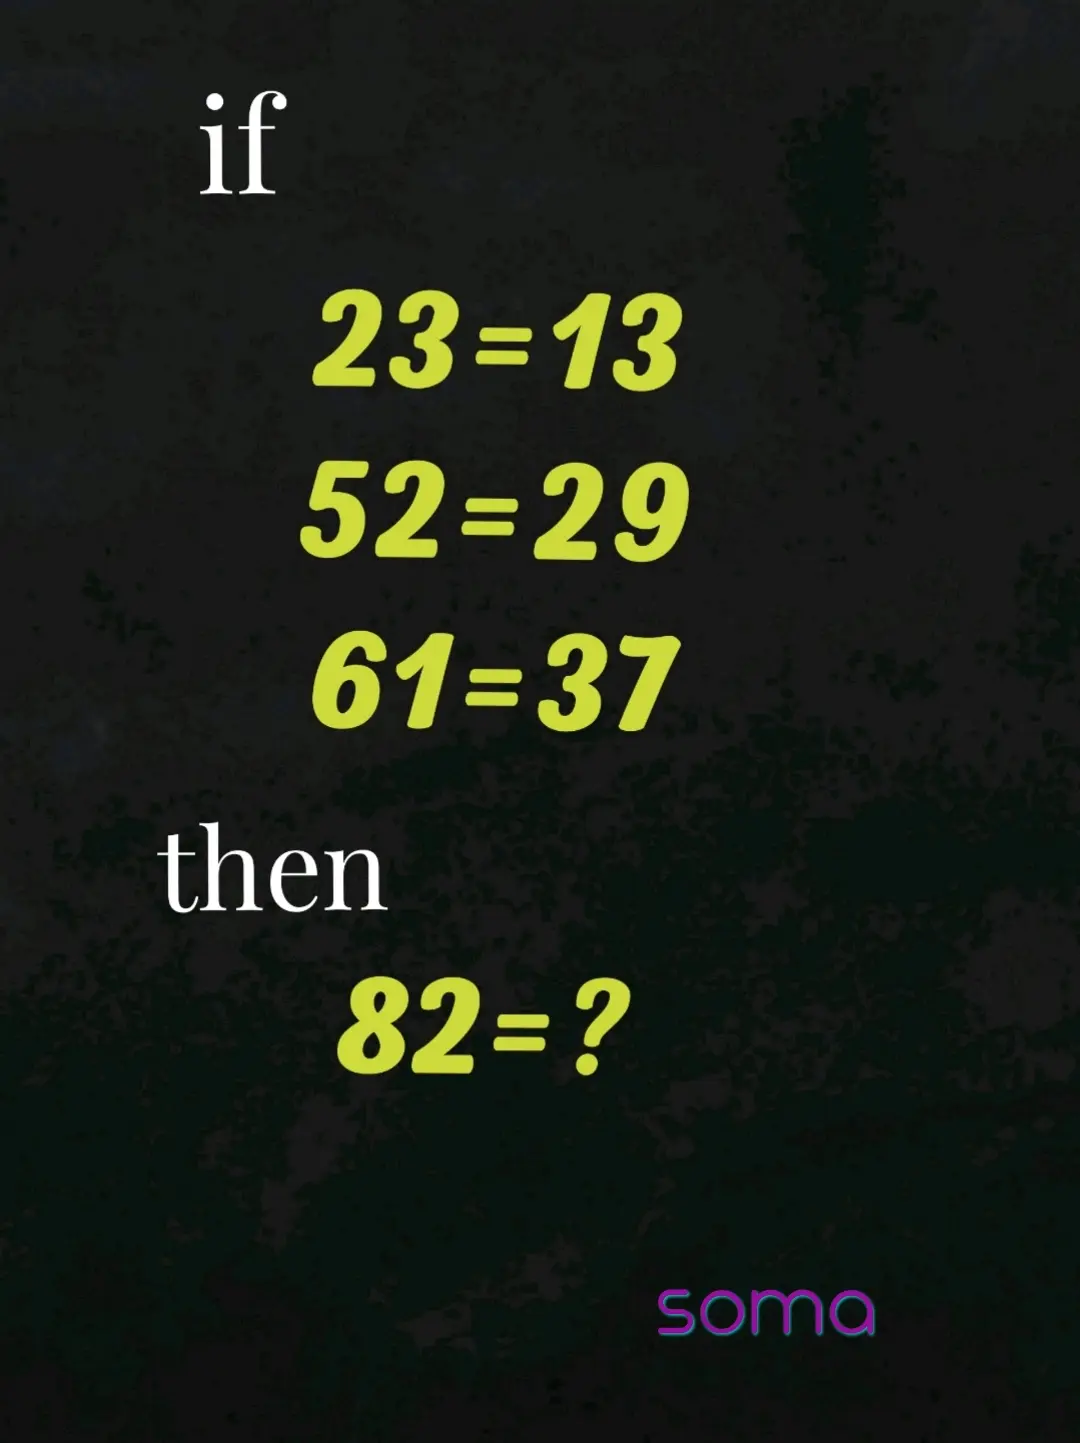 if
23=13
52=29
61=37
then
82=?
soma